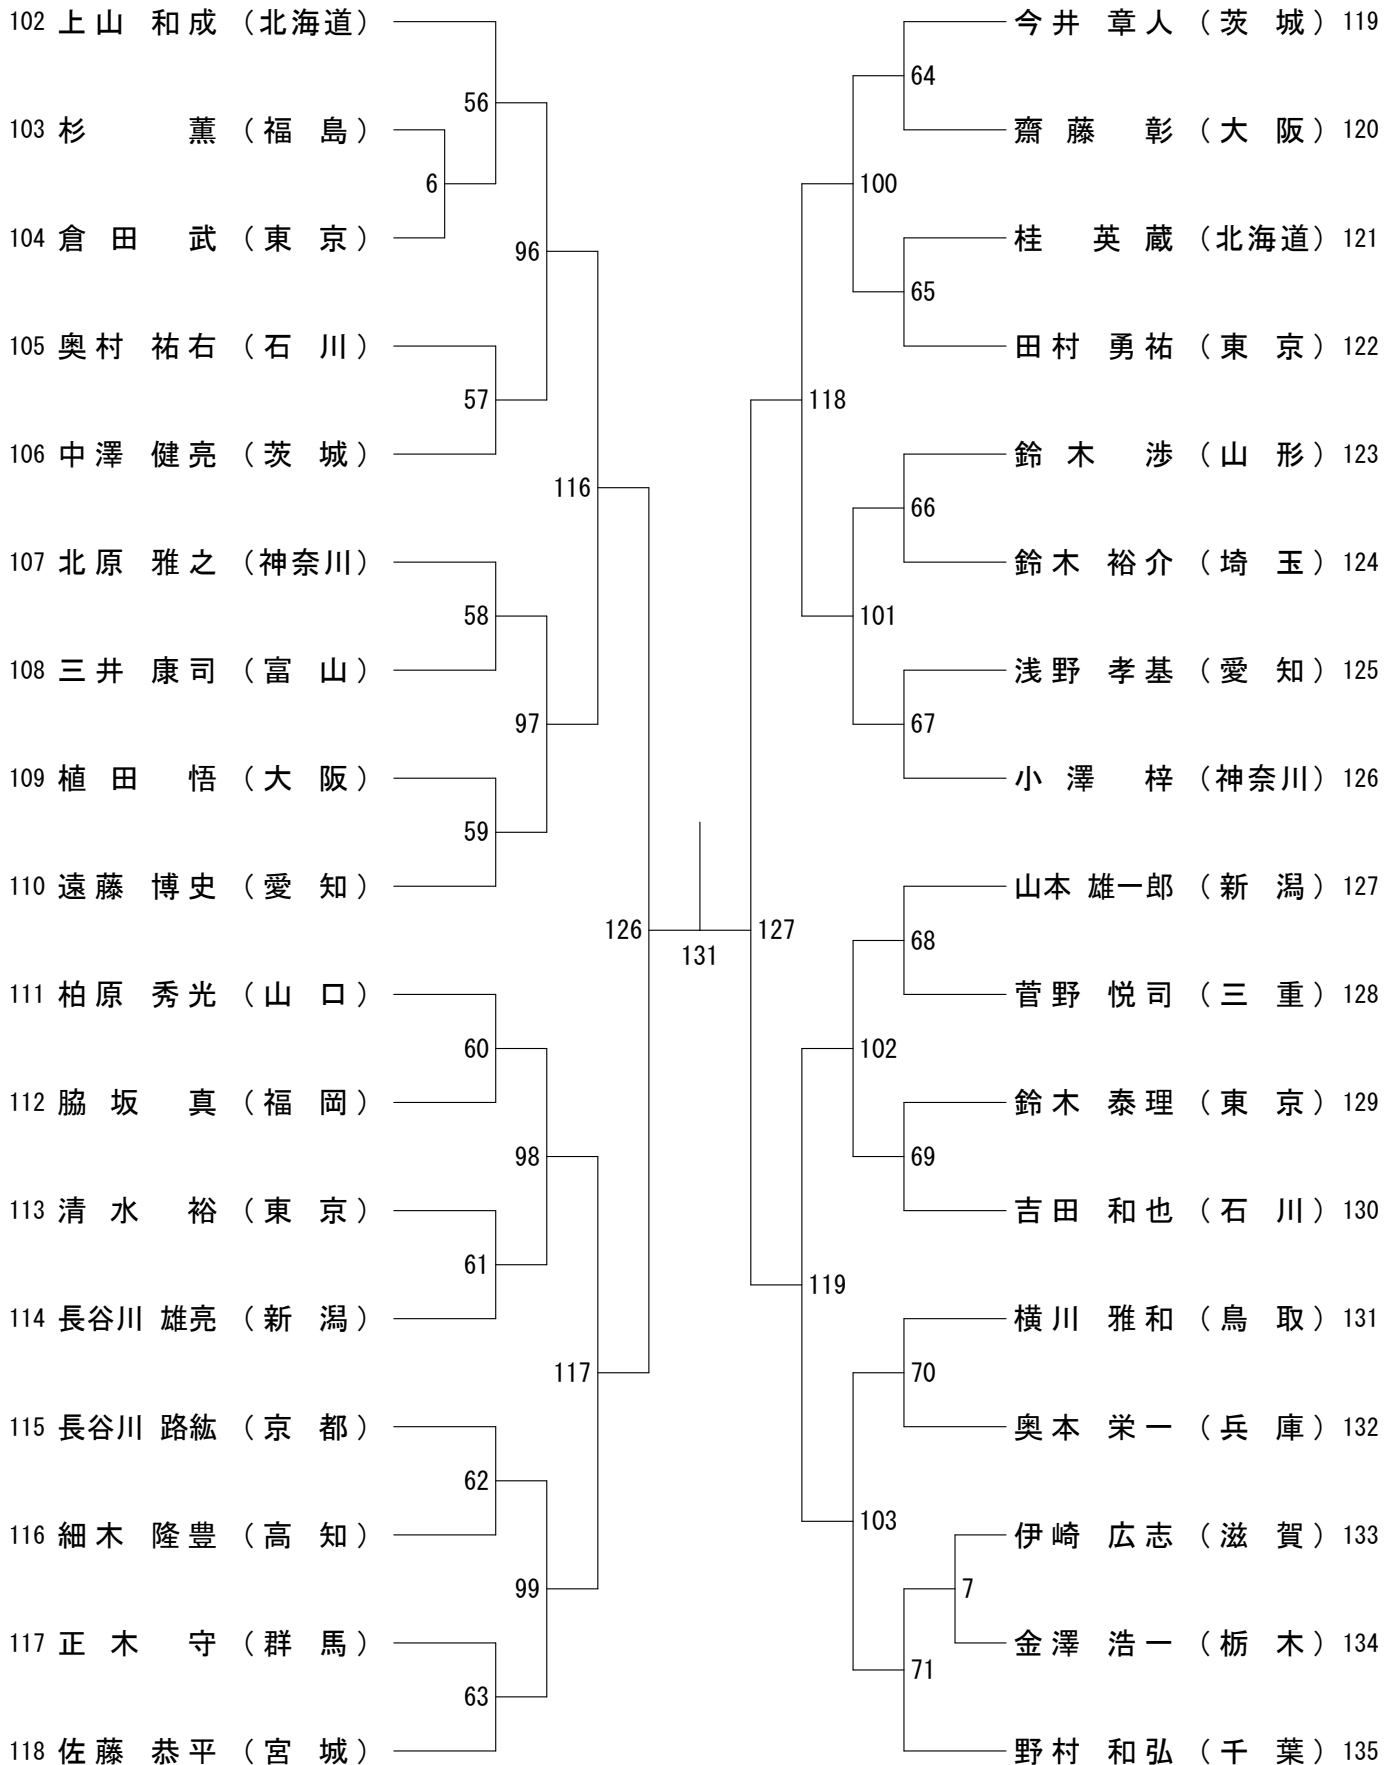 102 上山 和成 (北海道)
56
103 杉 薫 (福 島)
6
104 倉田 武 (東 京)
96
105 奥村 祐右 (石 川)
57
106 中澤 健亮 (茨 城)
116
107 北原 雅之 (神奈川)
58
108 三井 康司 (富 山)
97
109 植田 悟 (大 阪)
59
110 遠藤 博史 (愛 知)
126
131
111 柏原 秀光 (山 口)
60
112 脇坂 真 (福 岡)
98
113 清水 裕 (東 京)
61
114 長谷川 雄亮 (新 潟)
117
115 長谷川 路紘 (京 都)
62
116 細木 隆豊 (高 知)
99
117 正木 守 (群 馬)
63
118 佐藤 恭平 (宮 城)
今井 章人 (茨 城) 119
64
齋藤 彰 (大 阪) 120
100
桂 英蔵 (北海道) 121
65
田村 勇祐 (東 京) 122
118
鈴木 渉 (山 形) 123
66
鈴木 裕介 (埼 玉) 124
101
浅野 孝基 (愛 知) 125
67
小澤 梓 (神奈川) 126
山本 雄一郎 (新 潟) 127
127
68
菅野 悦司 (三 重) 128
102
鈴木 泰理 (東 京) 129
69
吉田 和也 (石 川) 130
119
横川 雅和 (鳥 取) 131
70
奥本 栄一 (兵 庫) 132
103
伊崎 広志 (滋 賀) 133
7
金澤 浩一 (栃 木) 134
71
野村 和弘 (千 葉) 135